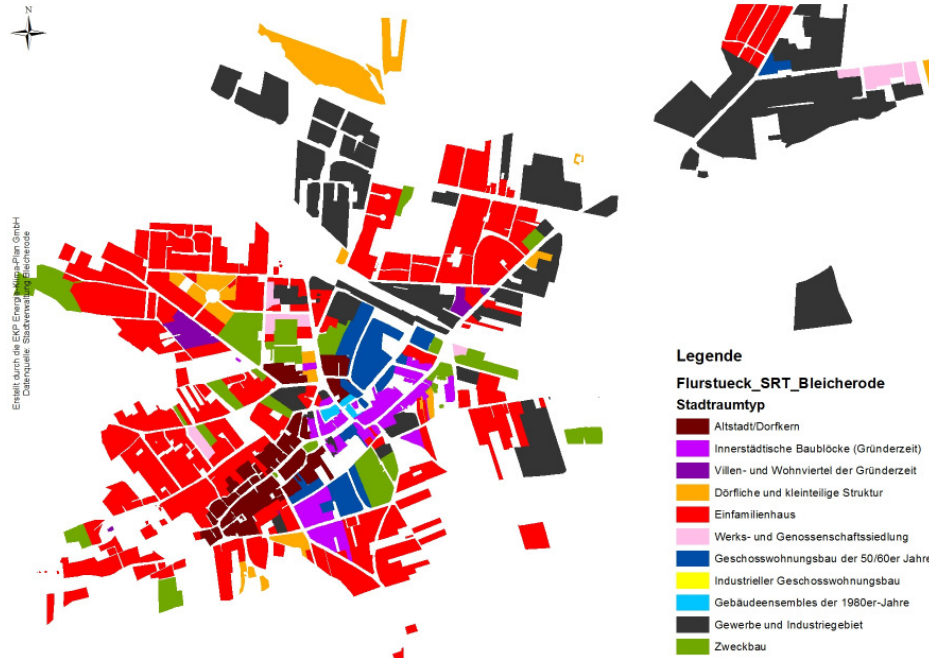 N
Erstellt durch die EKP Energie-Klima-Plan GmbH
Datenquelle: Stadtverwaltung Bleicherode
Legende
Flurstueck_SRT_Bleicherode
Stadtraumtyp
Altstadt/Dorfkern
Innerstädtische Baublöcke (Gründerzeit)
Villen- und Wohnviertel der Gründerzeit
Dörfliche und kleinteilige Struktur
Einfamilienhaus
Werks- und Genossenschaftssiedlung
Geschosswohnungsbau der 50/60er Jahre
Industrieller Geschosswohnungsbau
Gebäudeensembles der 1980er-Jahre
Gewerbe und Industriegebiet
Zweckbau